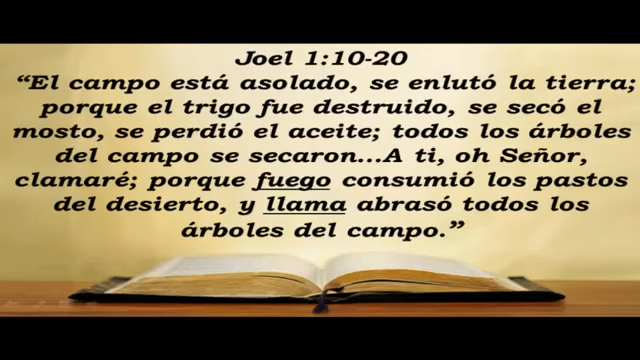 Joel 1:10-20
“El campo está asolado, se enlutó la tierra;
porque el trigo fue destruido, se secó el
mosto, se perdió el aceite; todos los árboles
del campo se secaron...A ti, oh Señor,
clamaré; porque fuego consumió los pastos
del desierto, y llama abrasó todos los
árboles del campo.”